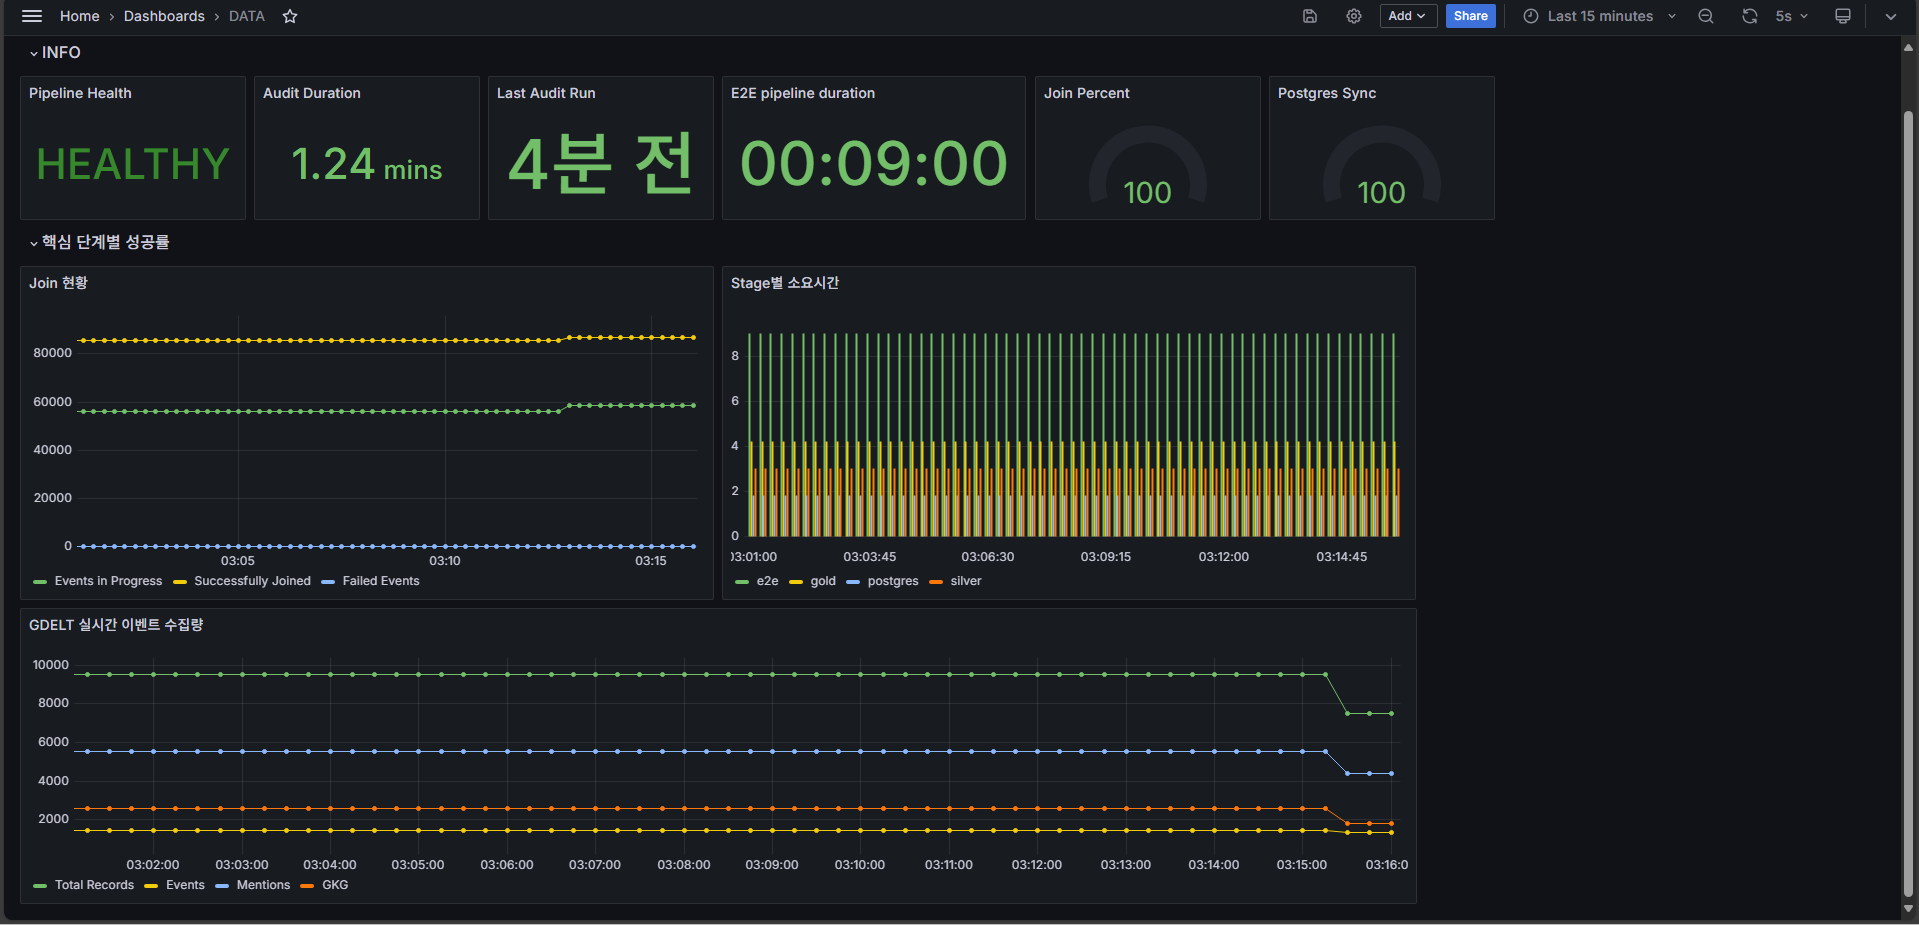 Home › Dashboards › DATA
Add
Share
Last 15 minutes
5s
INFO
Pipeline Health
Audit Duration
Last Audit Run
E2E pipeline duration
Join Percent
Postgres Sync
HEALTHY
1.24 mins
4분 전
00:09:00
100
100
핵심 단계별 성공률
Join 현황
80000
60000
40000
20000
0
03:05
03:10
03:15
Events in Progress
Successfully Joined
Failed Events
Stage별 소요시간
8
6
4
2
0
03:01:00
03:03:45
03:06:30
03:09:15
03:12:00
03:14:45
e2e
gold
postgres
silver
GDELT 실시간 이벤트 수집량
10000
8000
6000
4000
2000
03:02:00
03:03:00
03:04:00
03:05:00
03:06:00
03:07:00
03:08:00
03:09:00
03:10:00
03:11:00
03:12:00
03:13:00
03:14:00
03:15:00
03:16:0
Total Records
Events
Mentions
GKG